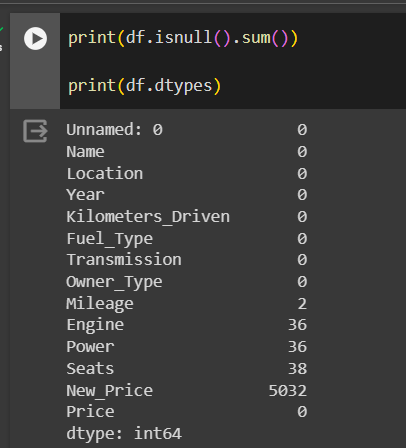 print(df.isnull().sum())
print(df.dtypes)
Unnamed: 0 0
Name 0
Location 0
Year 0
Kilometers_Driven 0
Fuel_Type 0
Transmission 0
Owner_Type 0
Mileage 2
Engine 36
Power 36
Seats 38
New_Price 5032
Price 0
dtype: int64